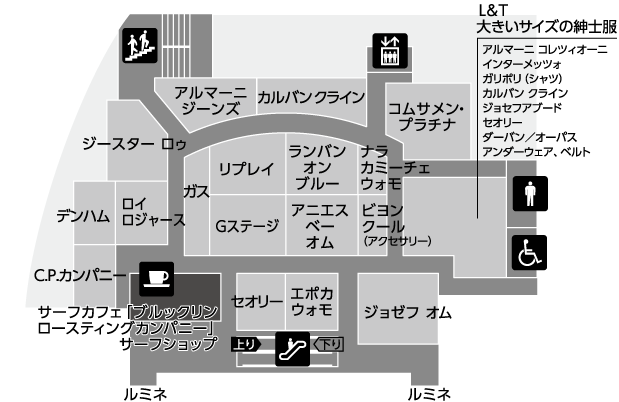 L&T
大きいサイズの紳士服
アルマーニ コレツィオーニ
インターメッツォ
ガリポリ（シャツ）
カルバン クライン
ジョセフアブード
セオリー
ダーバン／オーパス
アンダーウェア、ベルト
アルマーニ
ジーンズ
カルバン クライン
コムサメン・
プラチナ
ジースター ロゥ
ガス
リプレイ
ランバン
オン
ブルー
ナラ
カミーチェ
ウォモ
デンハム
ロイ
ロジャース
Gステージ
アニエス
ベー
オム
ビヨン
クール
（アクセサリー）
C.P.カンパニー
サーフカフェ「ブルックリン
ロースティングカンパニー」
サーフショップ
セオリー
エポカ
ウォモ
ジョゼフ オム
上り
下り
ルミネ
ルミネ